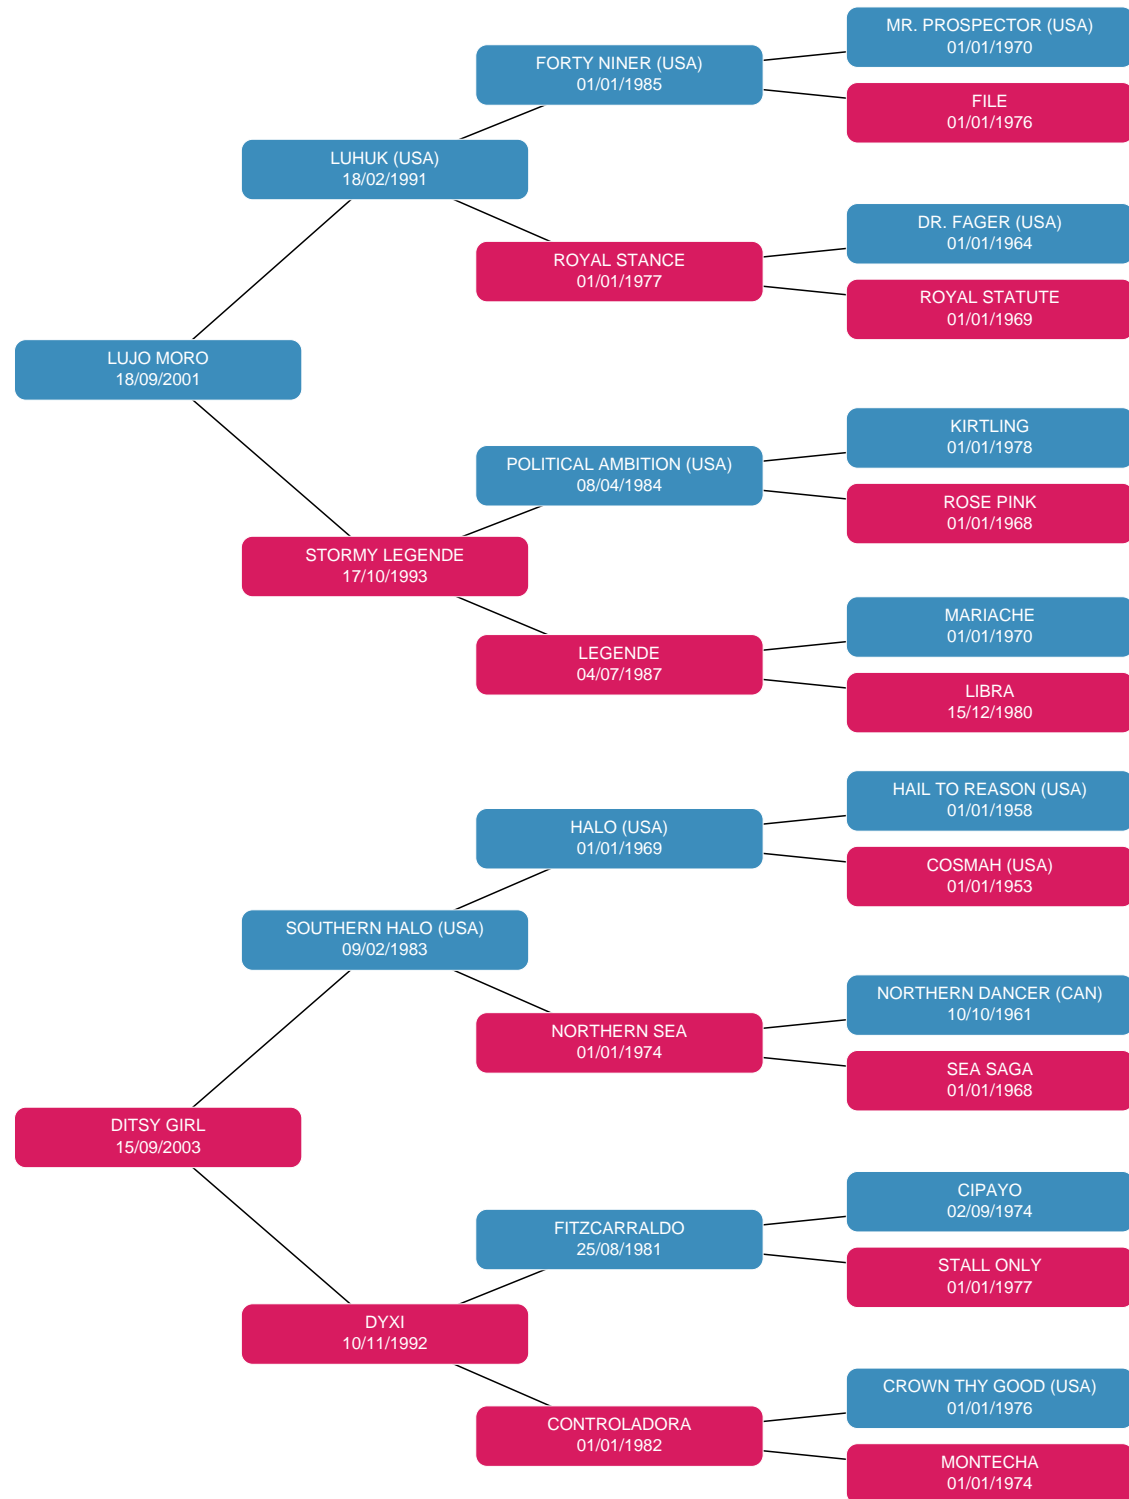 MR. PROSPECTOR (USA)
01/01/1970
FORTY NINER (USA)
01/01/1985
FILE
01/01/1976
LUHUK (USA)
18/02/1991
DR. FAGER (USA)
01/01/1964
ROYAL STANCE
01/01/1977
ROYAL STATUTE
01/01/1969
LUJO MORO
18/09/2001
KIRTLING
01/01/1978
POLITICAL AMBITION (USA)
08/04/1984
ROSE PINK
01/01/1968
STORMY LEGENDE
17/10/1993
MARIACHE
01/01/1970
LEGENDE
04/07/1987
LIBRA
15/12/1980
HAIL TO REASON (USA)
01/01/1958
HALO (USA)
01/01/1969
COSMAH (USA)
01/01/1953
SOUTHERN HALO (USA)
09/02/1983
NORTHERN DANCER (CAN)
10/10/1961
NORTHERN SEA
01/01/1974
SEA SAGA
01/01/1968
DITSY GIRL
15/09/2003
CIPAYO
02/09/1974
FITZCARRALDO
25/08/1981
STALL ONLY
01/01/1977
DYXI
10/11/1992
CROWN THY GOOD (USA)
01/01/1976
CONTROLADORA
01/01/1982
MONTECHA
01/01/1974